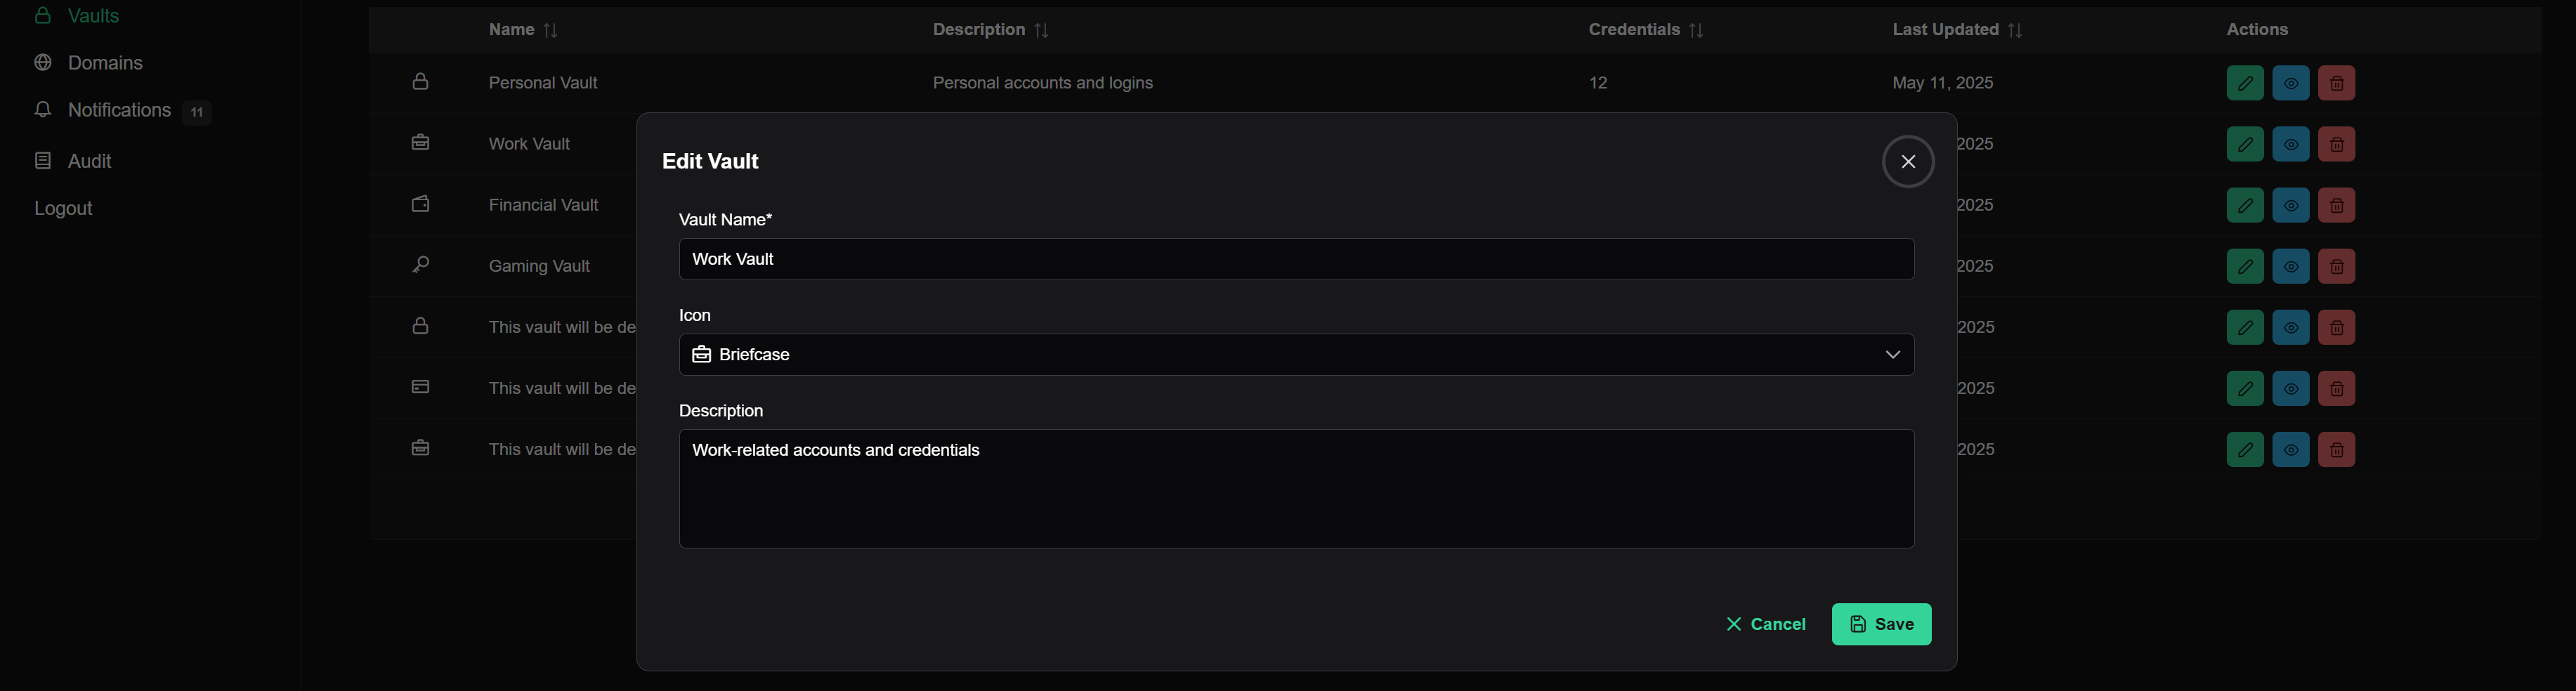 Vaults
Domains
Notifications 11
Audit
Logout
Name Description Credentials Last Updated Actions
Personal Vault Personal accounts and logins 12 May 11, 2025
Work Vault 2025
Financial Vault 2025
Gaming Vault 2025
This vault will be de 2025
This vault will be de 2025
This vault will be de 2025
Edit Vault
Vault Name*
Work Vault
Icon
Briefcase
Description
Work-related accounts and credentials
Cancel Save